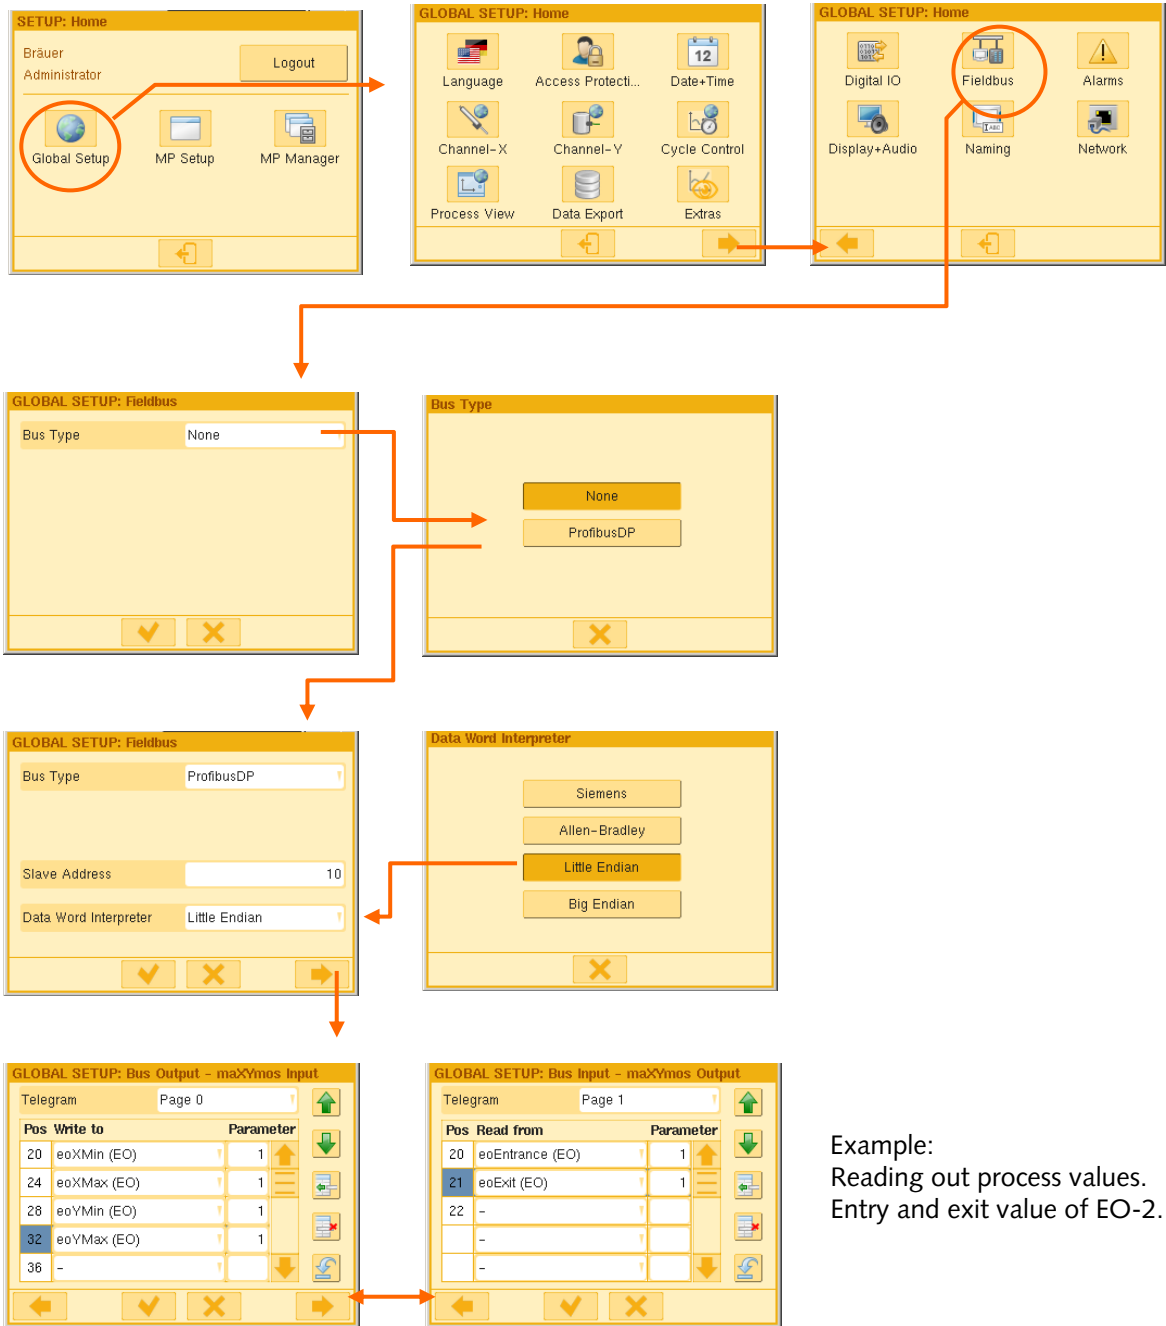 SETUP: Home
Bräuer
Administrator
Logout
Global Setup
MP Setup
MP Manager
GLOBAL SETUP: Home
Language
Access Protecti...
12
Date+Time
Channel-X
Channel-Y
Cycle Control
Process View
Data Export
Extras
GLOBAL SETUP: Home
Digital IO
Fieldbus
Alarms
Display+Audio
Naming
Network
GLOBAL SETUP: Fieldbus
Bus Type None
Bus Type
None
ProfibusDP
GLOBAL SETUP: Fieldbus
Bus Type ProfibusDP
Slave Address 10
Data Word Interpreter Little Endian
Data Word Interpreter
Siemens
Allen-Bradley
Little Endian
Big Endian
GLOBAL SETUP: Bus Output - maXYmos Input
Telegram Page 0
Pos Write to Parameter
20 eoXMin (EO) 1
24 eoXMax (EO) 1
28 eoYMin (EO) 1
32 eoYMax (EO) 1
36 -
GLOBAL SETUP: Bus Input - maXYmos Output
Telegram Page 1
Pos Read from Parameter
20 eoEntrance (EO) 1
21 eoExit (EO) 1
22 -
-
-
Example:
Reading out process values.
Entry and exit value of EO-2.